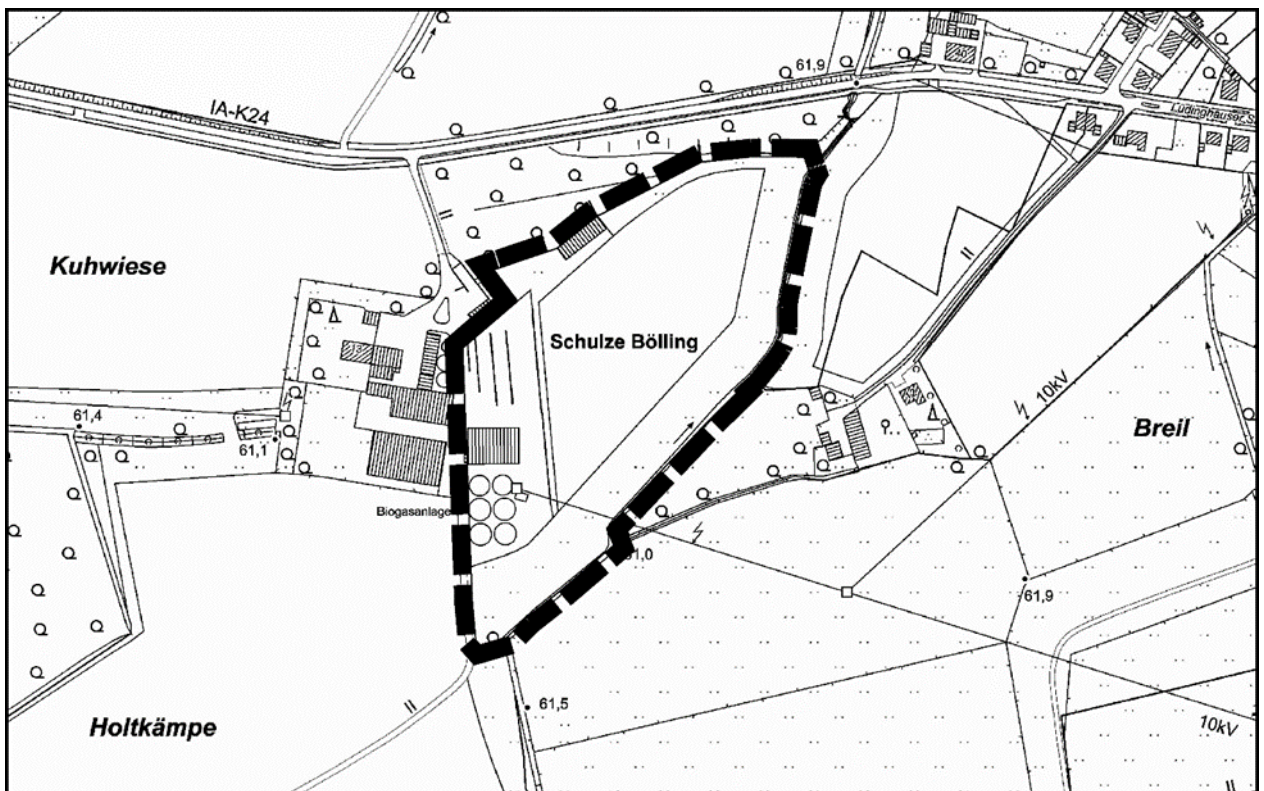 61,9
IA-K24
Lüdinghauser S
Kuhwiese
Schulze Bölling
10kV
61,4
61,1
Breil
Biogasanlage
61,0
61,9
61,5
Holtkämpe
10kV